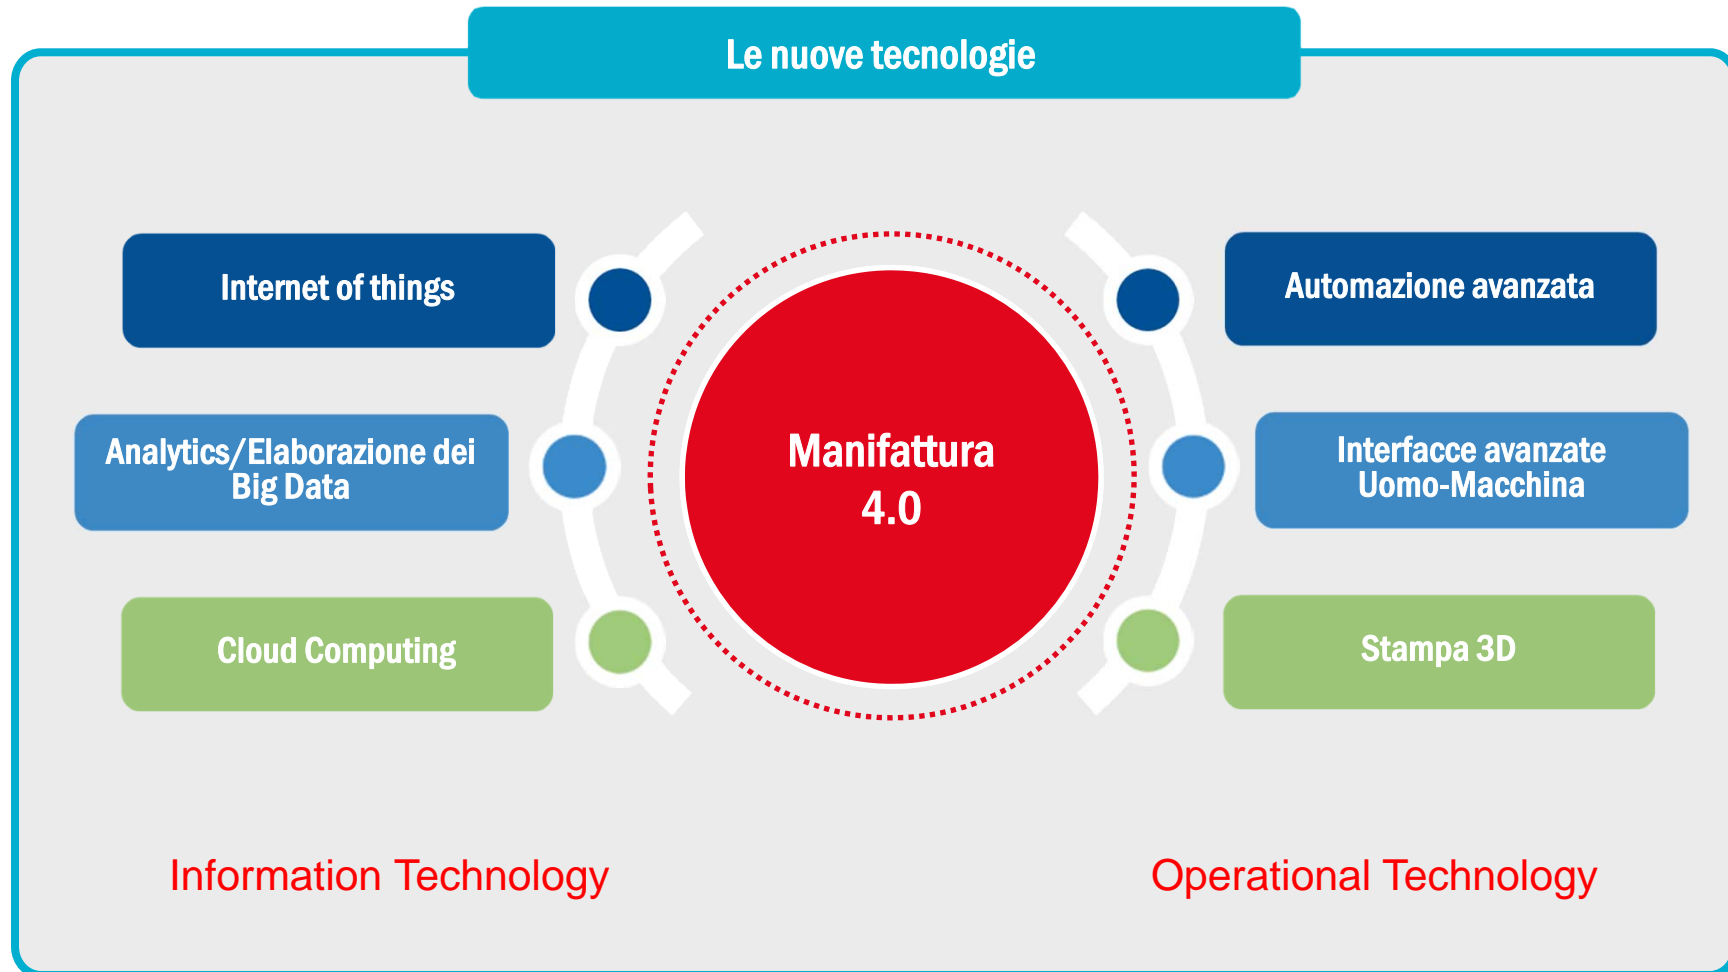 Le nuove tecnologie
Internet of things
Analytics/Elaborazione dei
Big Data
Cloud Computing
Manifattura
4.0
Automazione avanzata
Interfacce avanzate
Uomo-Macchina
Stampa 3D
Information Technology
Operational Technology